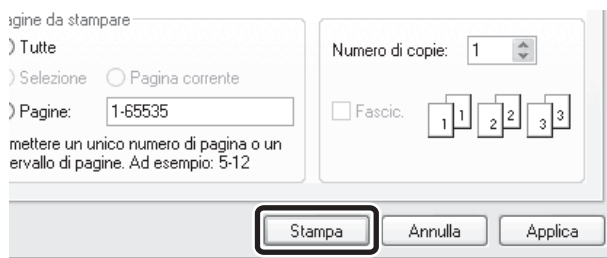 agine da stampare
Tutte
Selezione Pagina corrente
Pagine: 1-65535
mettere un unico numero di pagina o un
ervallo di pagine. Ad esempio: 5-12
Numero di copie: 1
Fascic.
1 1 2 2 3 3
Stampa Annulla Applica